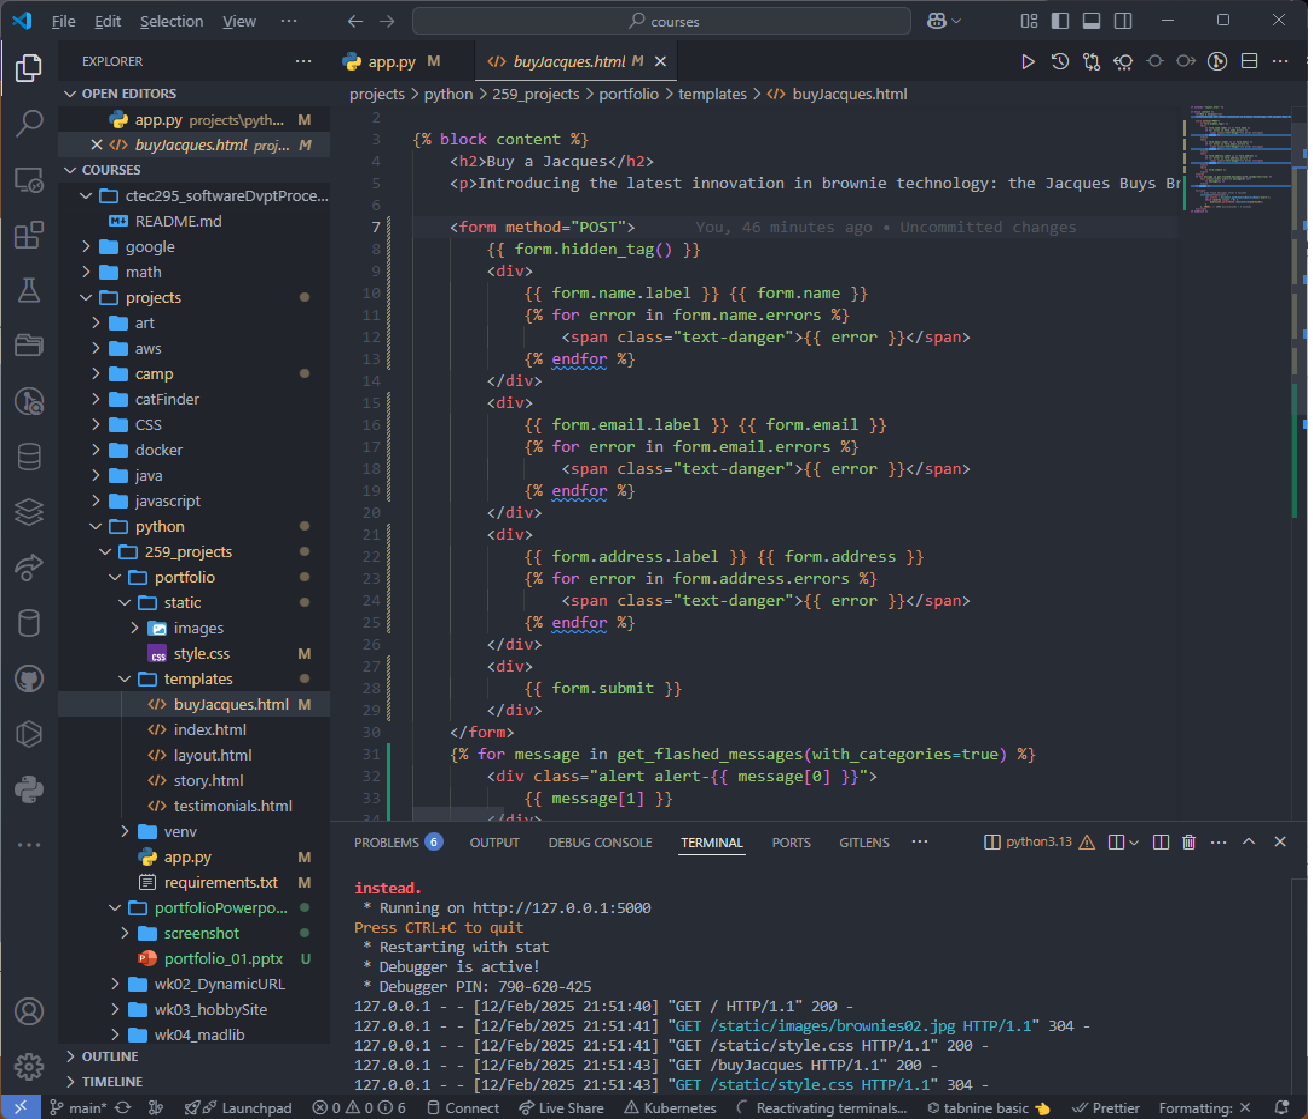 File Edit Selection View ··· courses
EXPLORER ··· app.py M buyJacques.html M
OPEN EDITORS
app.py projects\pyth... M
buyJacques.html proj... M
COURSES
ctec295_softwareDvptProce...
README.md
google
math
projects
art
aws
camp
catFinder
CSS
docker
java
javascript
python
259_projects
portfolio
static
images
style.css M
templates
buyJacques.html M
index.html
layout.html
story.html
testimonials.html
venv
app.py M
requirements.txt M
portfolioPowerpo...
screenshot
portfolio_01.pptx U
wk02_DynamicURL
wk03_hobbySite
wk04_madlib
OUTLINE
TIMELINE
projects > python > 259_projects > portfolio > templates > buyJacques.html
2
3 {% block content %}
4 <h2>Buy a Jacques</h2>
5 <p>Introducing the latest innovation in brownie technology: the Jacques Buys Br
6
7 <form method="POST"> You, 46 minutes ago • Uncommitted changes
8 {{ form.hidden_tag() }}
9 <div>
10 {{ form.name.label }} {{ form.name }}
11 {% for error in form.name.errors %}
12 <span class="text-danger">{{ error }}</span>
13 {% endfor %}
14 </div>
15 <div>
16 {{ form.email.label }} {{ form.email }}
17 {% for error in form.email.errors %}
18 <span class="text-danger">{{ error }}</span>
19 {% endfor %}
20 </div>
21 <div>
22 {{ form.address.label }} {{ form.address }}
23 {% for error in form.address.errors %}
24 <span class="text-danger">{{ error }}</span>
25 {% endfor %}
26 </div>
27 <div>
28 {{ form.submit }}
29 </div>
30 </form>
31 {% for message in get_flashed_messages(with_categories=true) %}
32 <div class="alert alert-{{ message[0] }}">
33 {{ message[1] }}
34 </div>
PROBLEMS 6 OUTPUT DEBUG CONSOLE TERMINAL PORTS GITLENS ··· python3.13
instead.
* Running on http://127.0.0.1:5000
Press CTRL+C to quit
* Restarting with stat
* Debugger is active!
* Debugger PIN: 790-620-425
127.0.0.1 - - [12/Feb/2025 21:51:40] "GET / HTTP/1.1" 200 -
127.0.0.1 - - [12/Feb/2025 21:51:41] "GET /static/images/brownies02.jpg HTTP/1.1" 304 -
127.0.0.1 - - [12/Feb/2025 21:51:41] "GET /static/style.css HTTP/1.1" 200 -
127.0.0.1 - - [12/Feb/2025 21:51:43] "GET /buyJacques HTTP/1.1" 200 -
127.0.0.1 - - [12/Feb/2025 21:51:43] "GET /static/style.css HTTP/1.1" 304 -
main* Launchpad 0 0 6 Connect Live Share Kubernetes Reactivating terminals... tabnine basic Prettier Formatting: ✕